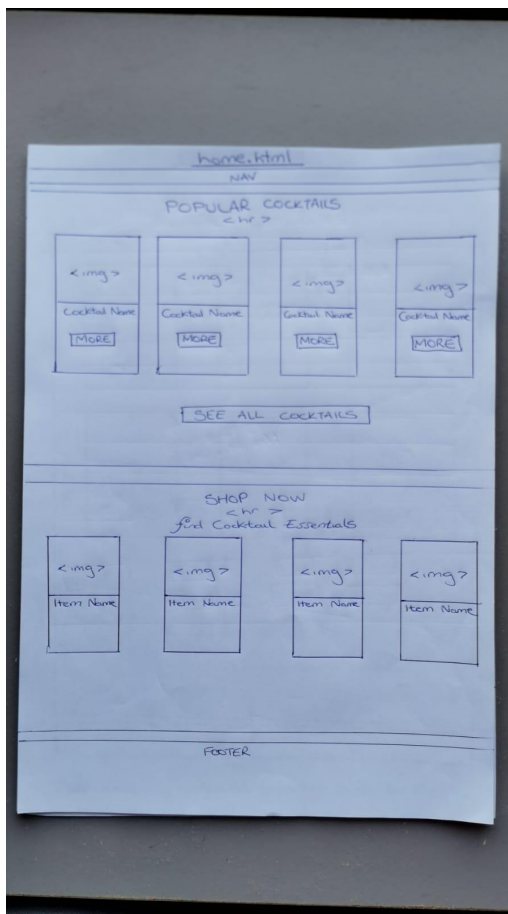 home.html
NAV
POPULAR COCKTAILS
<hr>
<img> <img> <img> <img>
Cocktail Name Cocktail Name Cocktail Name Cocktail Name
MORE MORE MORE MORE
SEE ALL COCKTAILS
SHOP NOW
<hr>
find Cocktail Essentials
<img> <img> <img> <img>
Item Name Item Name Item Name Item Name
FOOTER